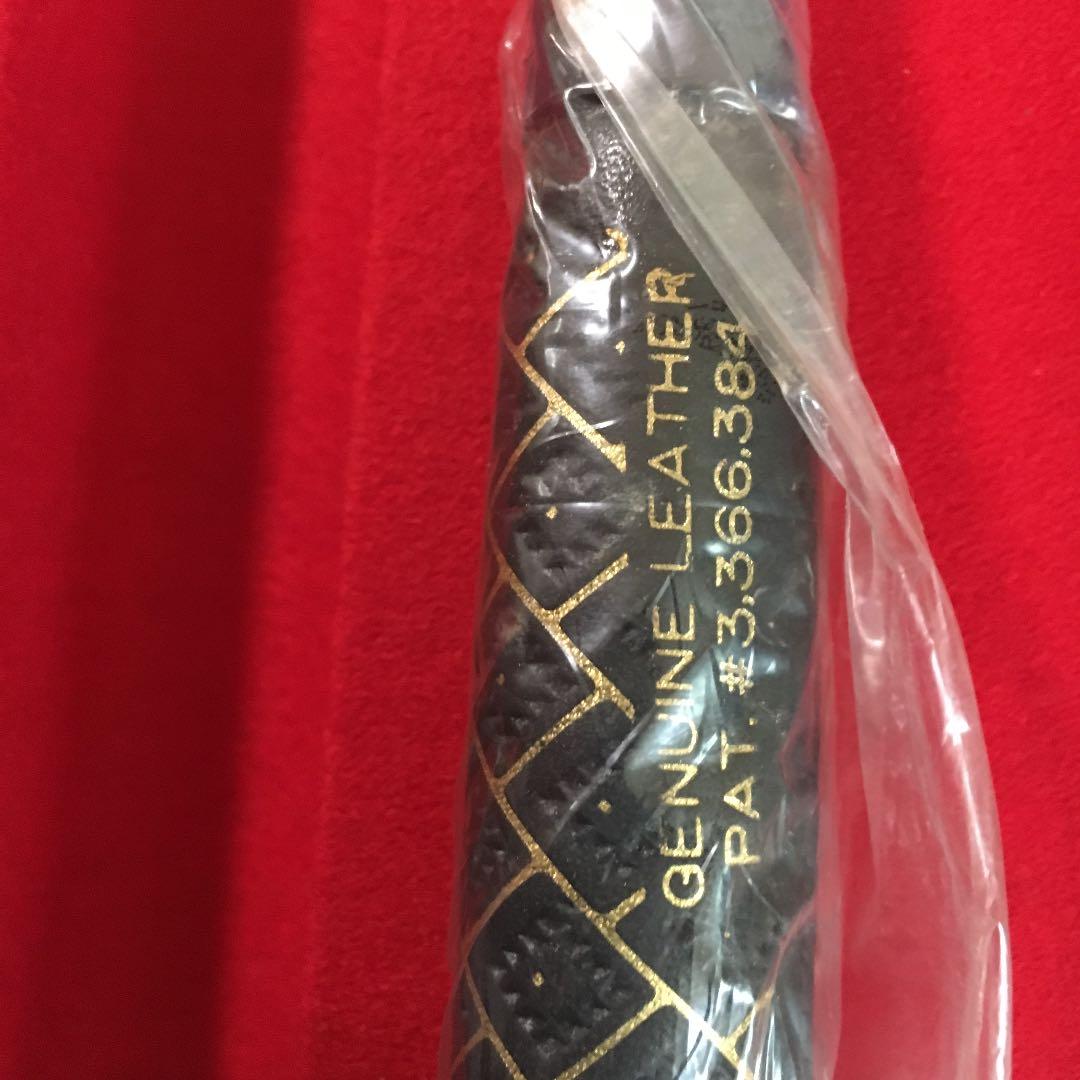 GENUINE LEATHER
PAT. #3,366.384